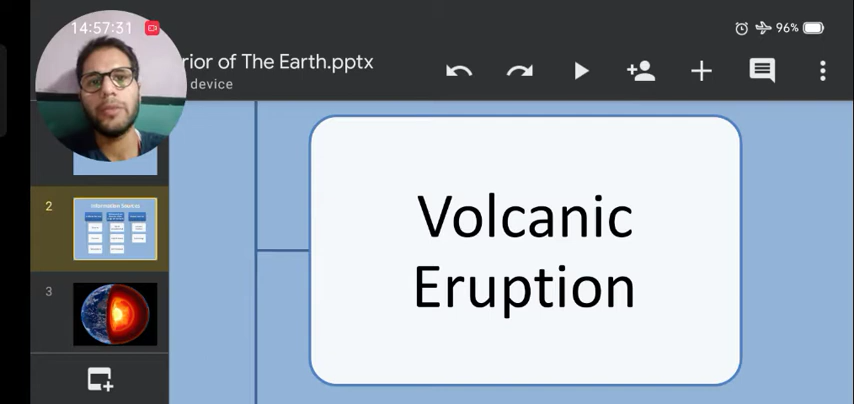 14:57:31
96%
rior of The Earth.pptx
device
2
Information Sources
3
Volcanic
Eruption